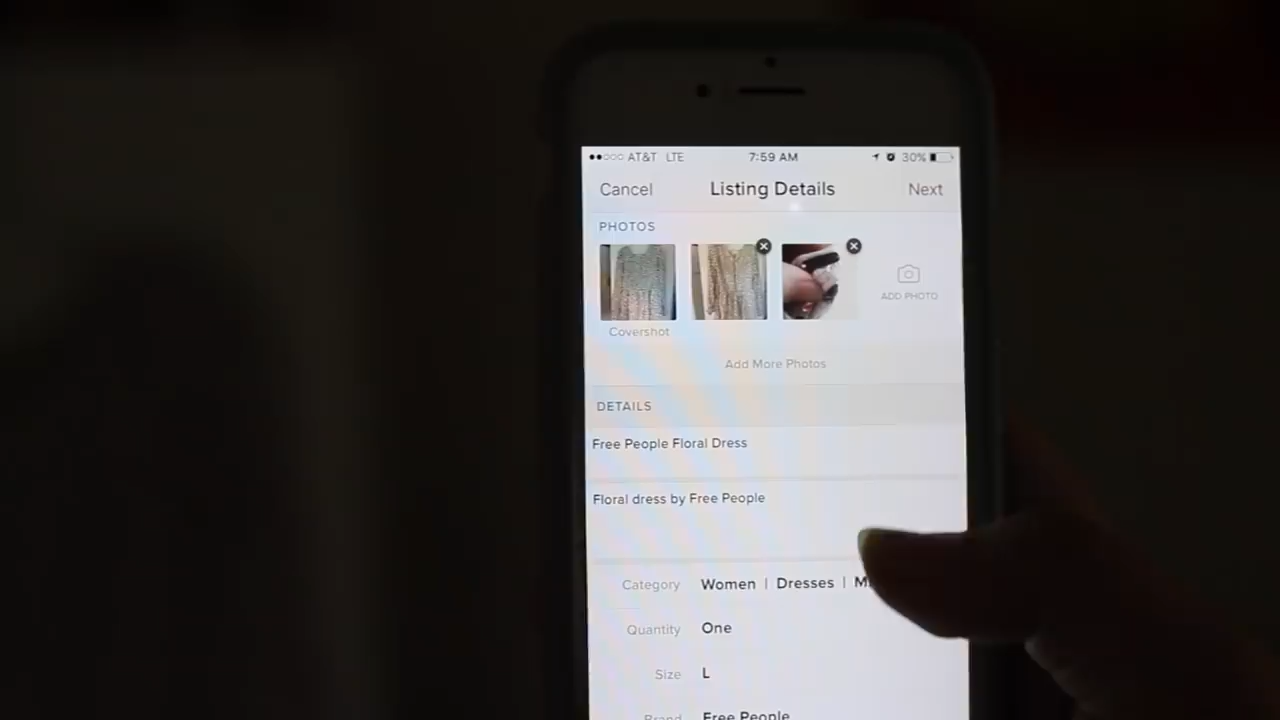 AT&T LTE 7:59 AM 30%
Cancel Listing Details Next
PHOTOS
ADD PHOTO
Covershot
Add More Photos
DETAILS
Free People Floral Dress
Floral dress by Free People
Category Women | Dresses |
Quantity One
Size L
Brand Free People